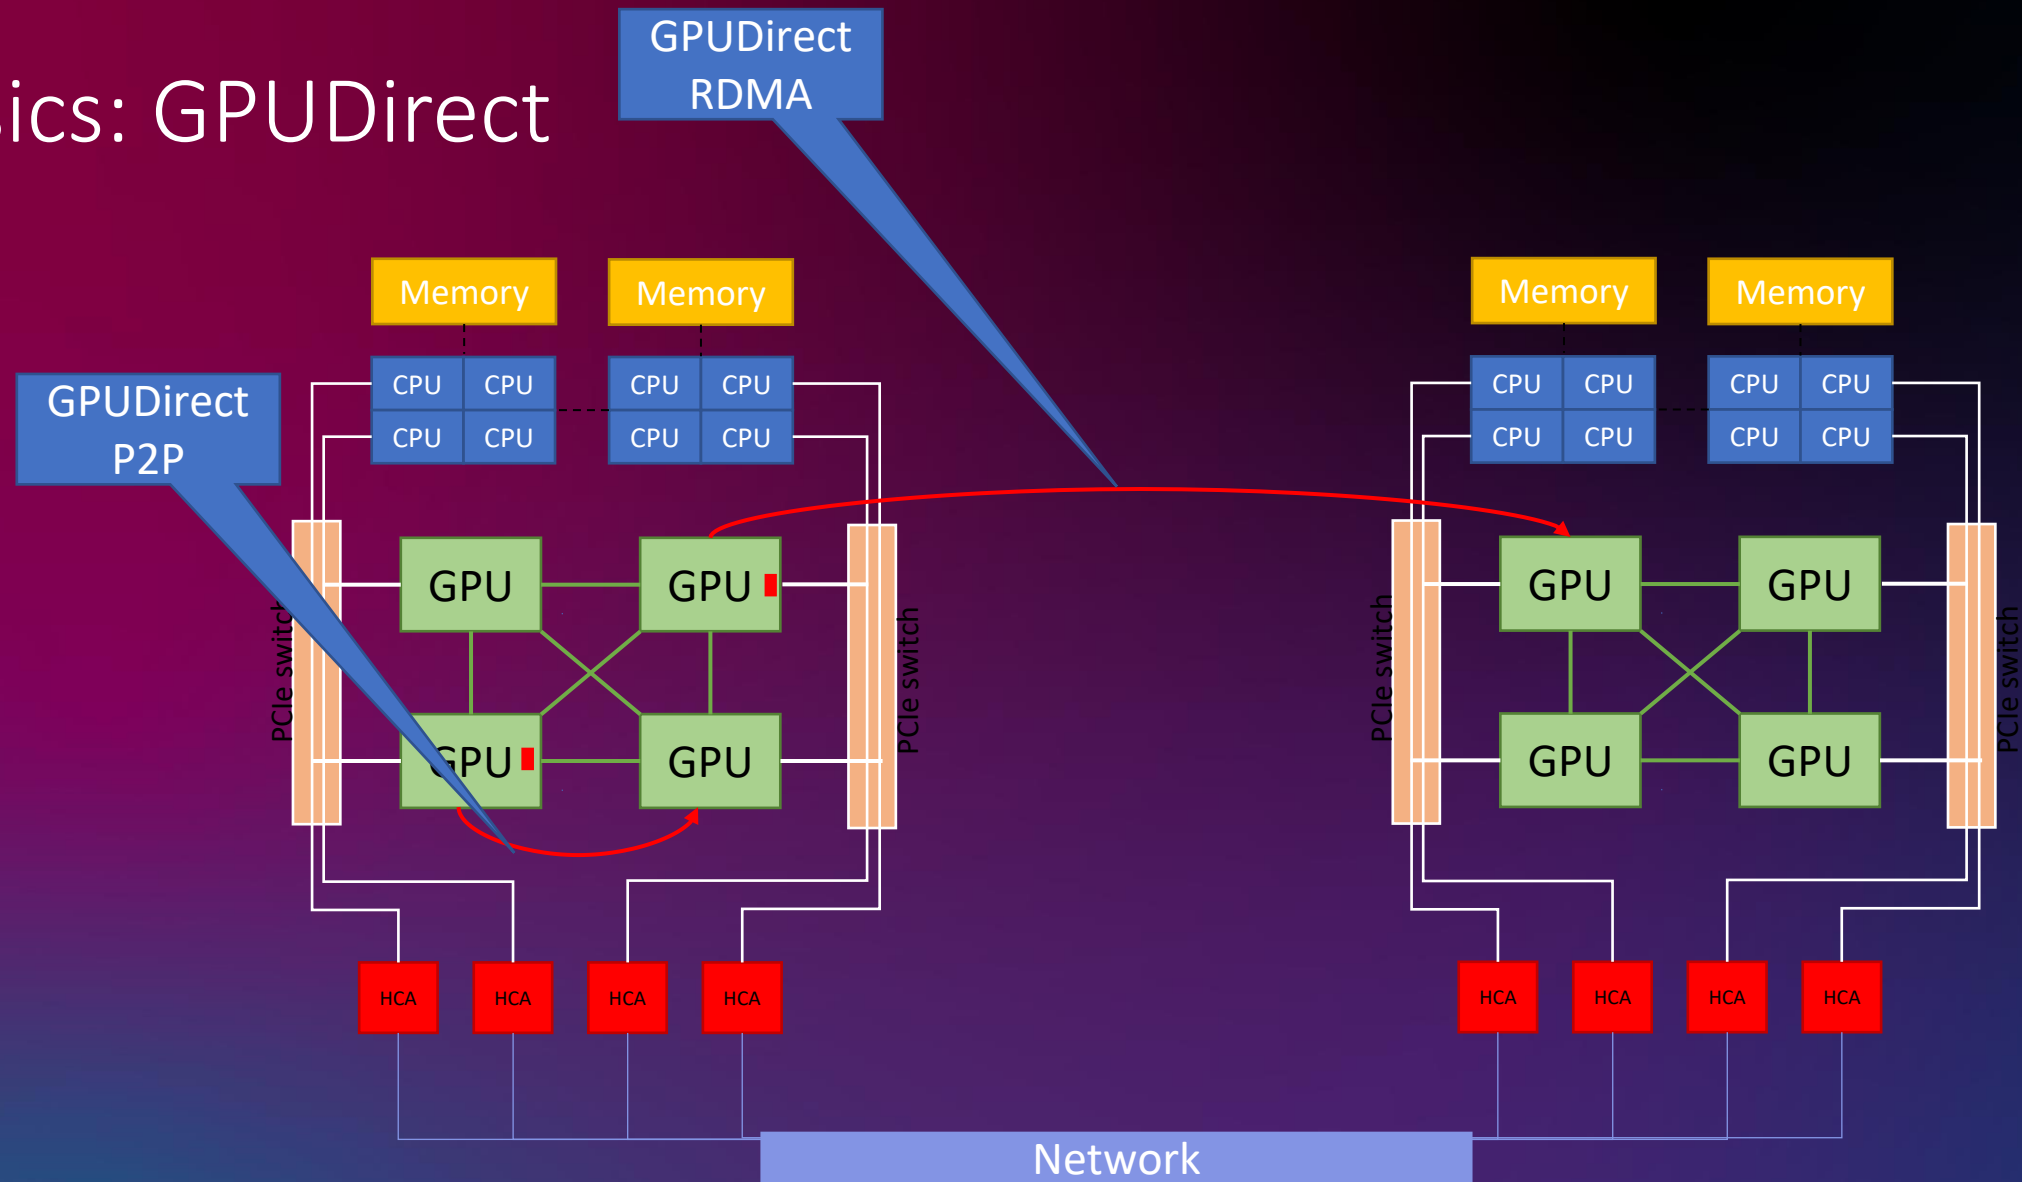 GPUDirect
RDMA
sics: GPUDirect
Memory Memory Memory Memory
GPUDirect
P2P
CPU CPU CPU CPU CPU CPU CPU CPU
CPU CPU CPU CPU CPU CPU CPU CPU
GPU GPU GPU GPU
PCIe switch PCIe switch PCIe switch PCIe switch
GPU GPU GPU GPU
HCA HCA HCA HCA HCA HCA HCA HCA
Network